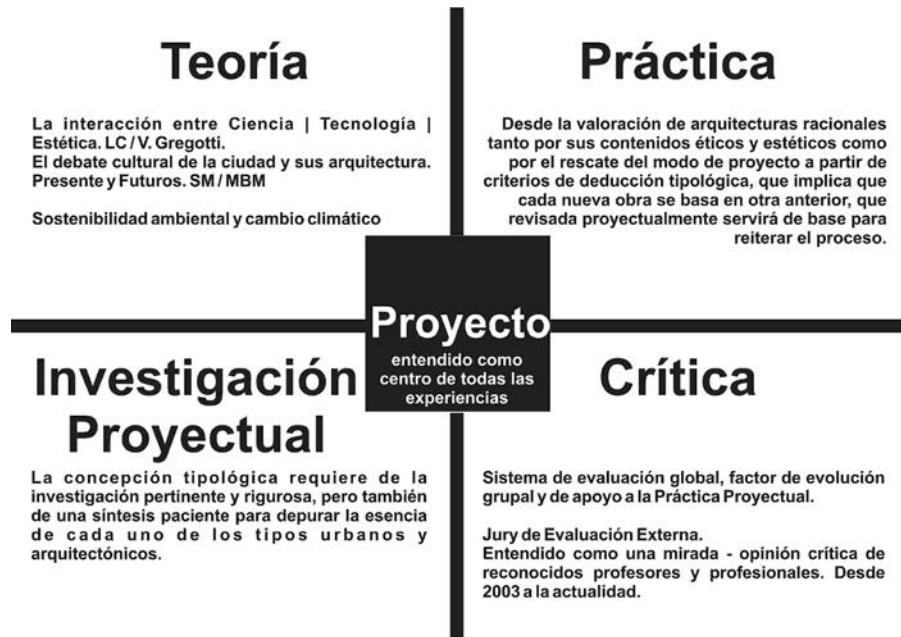 Teoría
La interacción entre Ciencia | Tecnología |
Estética. LC / V. Gregotti.
El debate cultural de la ciudad y sus arquitectura.
Presente y Futuros. SM / MBM
Sostenibilidad ambiental y cambio climático
Práctica
Desde la valoración de arquitecturas racionales
tanto por sus contenidos éticos y estéticos como
por el rescate del modo de proyecto a partir de
criterios de deducción tipológica, que implica que
cada nueva obra se basa en otra anterior, que
revisada proyectualmente servirá de base para
reiterar el proceso.
Proyecto
entendido como
centro de todas las
experiencias
Investigación
Proyectual
La concepción tipológica requiere de la
investigación pertinente y rigurosa, pero también
de una síntesis paciente para depurar la esencia
de cada uno de los tipos urbanos y
arquitectónicos.
Crítica
Sistema de evaluación global, factor de evolución
grupal y de apoyo a la Práctica Proyectual.
Jury de Evaluación Externa.
Entendido como una mirada - opinión crítica de
reconocidos profesores y profesionales. Desde
2003 a la actualidad.